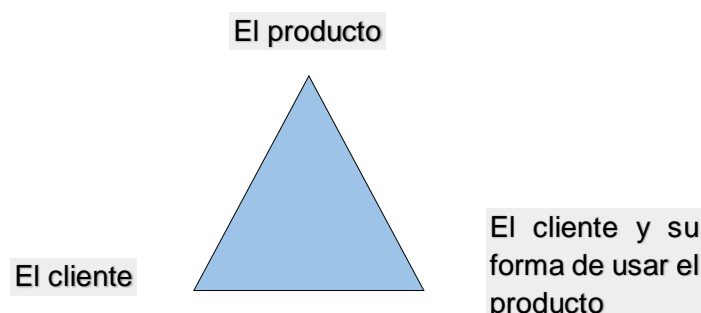 El producto
El cliente
El cliente y su
forma de usar el
producto